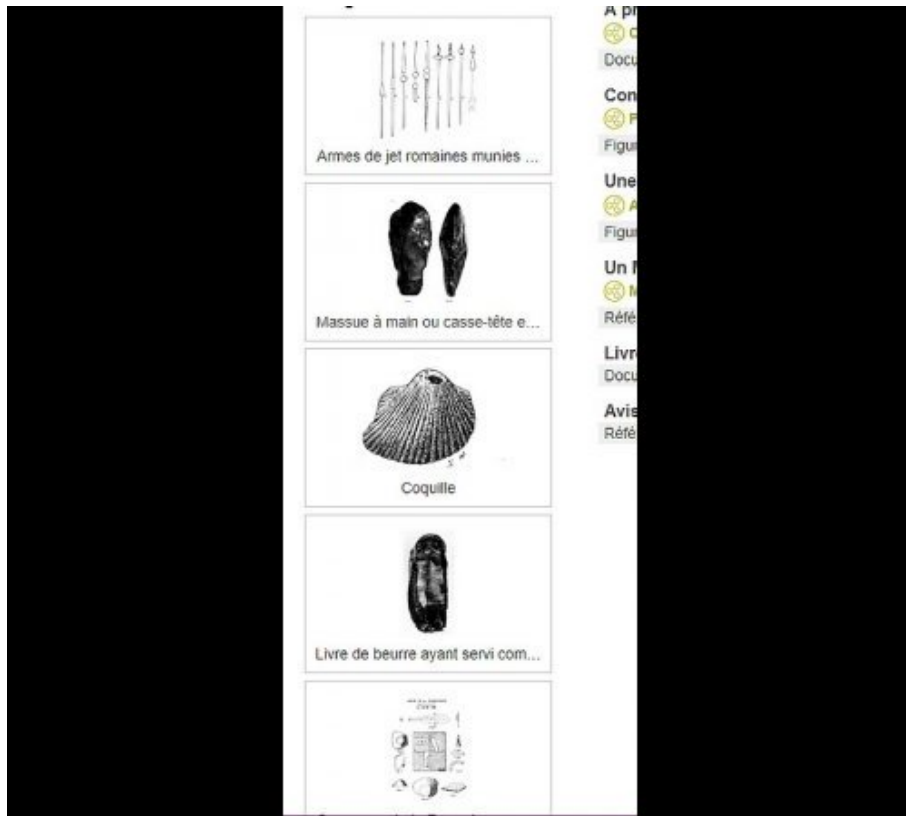 Armes de jet romaines munies ...
Massue à main ou casse-tête e...
Coquille
Livre de beurre ayant servi com...
A pr
C
Docu
Con
P
Figur
Une
A
Figur
Un M
M
Réfé
Livr
Docu
Avis
Réfé